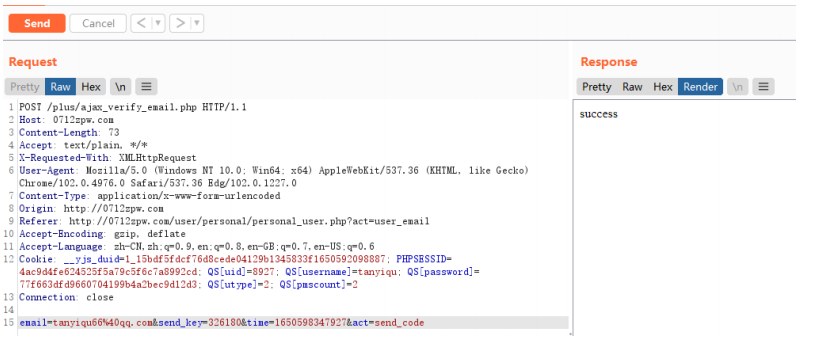 Send Cancel < ▼ > ▼
Request
Pretty Raw Hex \n ≡
1 POST /plus/ajax_verify_email.php HTTP/1.1
2 Host: 0712zpw.com
3 Content-Length: 73
4 Accept: text/plain, */*
5 X-Requested-With: XMLHttpRequest
6 User-Agent: Mozilla/5.0 (Windows NT 10.0; Win64; x64) AppleWebKit/537.36 (KHTML, like Gecko)
Chrome/102.0.4976.0 Safari/537.36 Edg/102.0.1227.0
7 Content-Type: application/x-www-form-urlencoded
8 Origin: http://0712zpw.com
9 Referer: http://0712zpw.com/user/personal/personal_user.php?act=user_email
10 Accept-Encoding: gzip, deflate
11 Accept-Language: zh-CN,zh;q=0.9,en;q=0.8,en-GB;q=0.7,en-US;q=0.6
12 Cookie: __yjs_duid=1_15bdf5fdcf76d8cede04129b1345833f1650592098887; PHPSESSID=
4ac9d4fe624525f5a79c5f6c7a8992cd; QS[uid]=8927; QS[username]=tanyiqu; QS[password]=
77f663dfd9660704199b4a2bec9d12d3; QS[utype]=2; QS[pmscount]=2
13 Connection: close
14
15 email=tanyiqu66%40qq.com&send_key=326180&time=1650598347927&act=send_code
Response
Pretty Raw Hex Render \n ≡
success